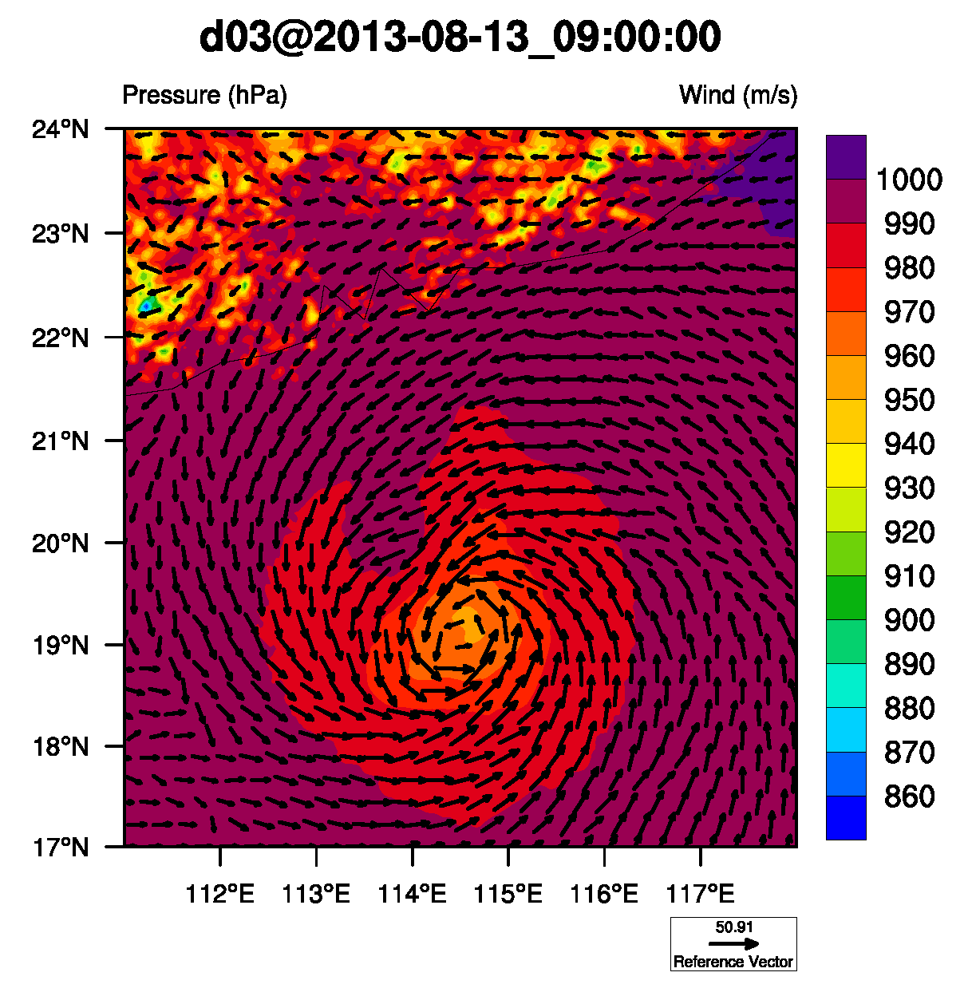 d03@2013-08-13_09:00:00
Pressure (hPa)
Wind (m/s)
24°N
23°N
22°N
21°N
20°N
19°N
18°N
17°N
112°E
113°E
114°E
115°E
116°E
117°E
1000
990
980
970
960
950
940
930
920
910
900
890
880
870
860
50.91
Reference Vector